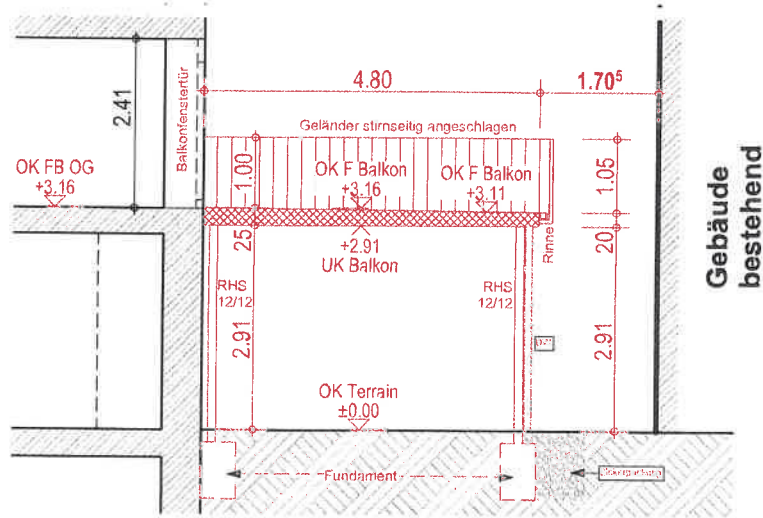 4.80
1.70⁵
2.41
Balkonfenstertür
Geländer stirnseitig angeschlagen
OK FB OG
+3.16
1.00
OK F Balkon
+3.16
OK F Balkon
+3.11
1.05
25
+2.91
UK Balkon
Rinne
20
RHS
12/12
RHS
12/12
2.91
2.91
OK Terrain
±0.00
Fundament
Gebäude
bestehend